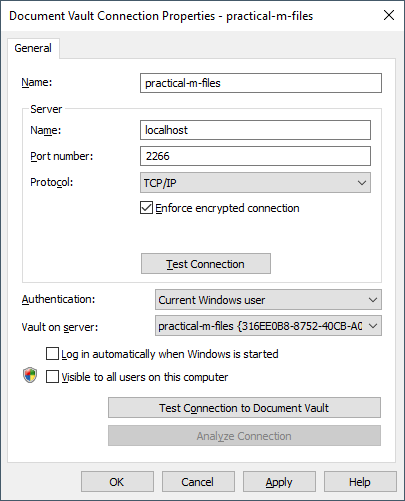 Document Vault Connection Properties - practical-m-files
General
Name: practical-m-files
Server
Name: localhost
Port number: 2266
Protocol: TCP/IP
Enforce encrypted connection
Test Connection
Authentication: Current Windows user
Vault on server: practical-m-files {316EE0B8-8752-40CB-A0
Log in automatically when Windows is started
Visible to all users on this computer
Test Connection to Document Vault
Analyze Connection
OK Cancel Apply Help